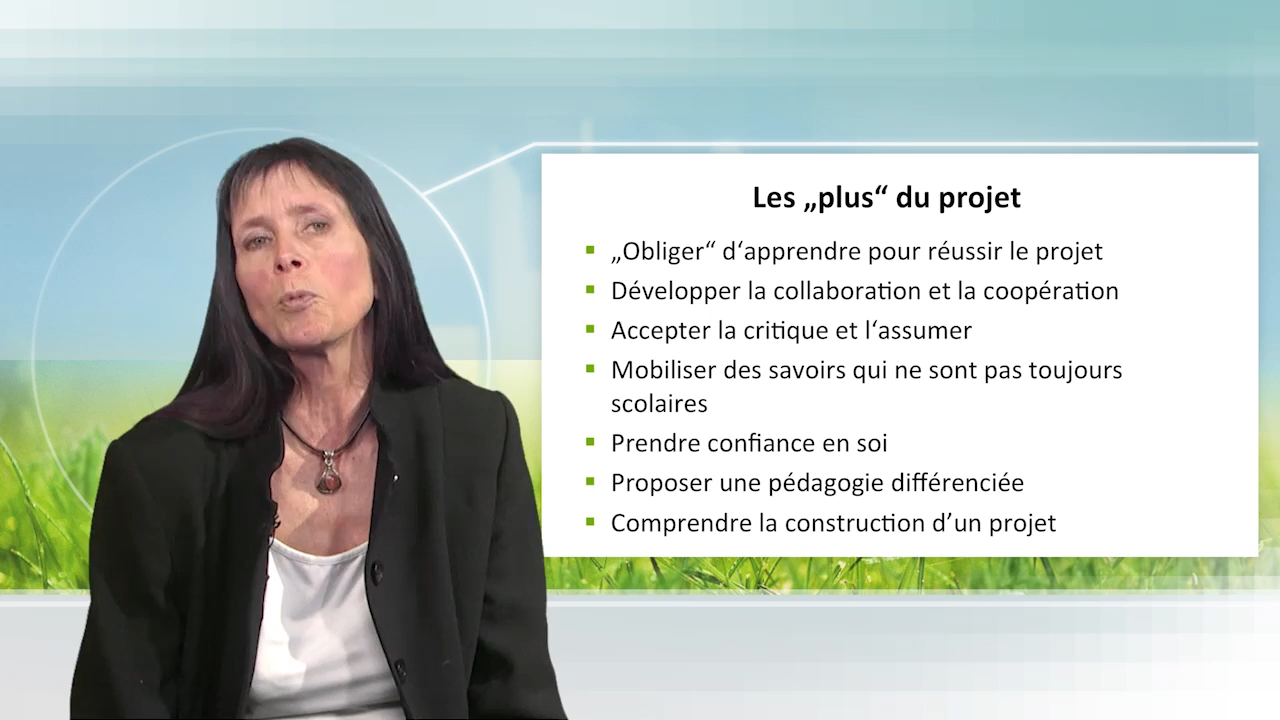 Les „plus“ du projet
„Obliger“ d‘apprendre pour réussir le projet
Développer la collaboration et la coopération
Accepter la critique et l‘assumer
Mobiliser des savoirs qui ne sont pas toujours
scolaires
Prendre confiance en soi
Proposer une pédagogie différenciée
Comprendre la construction d’un projet